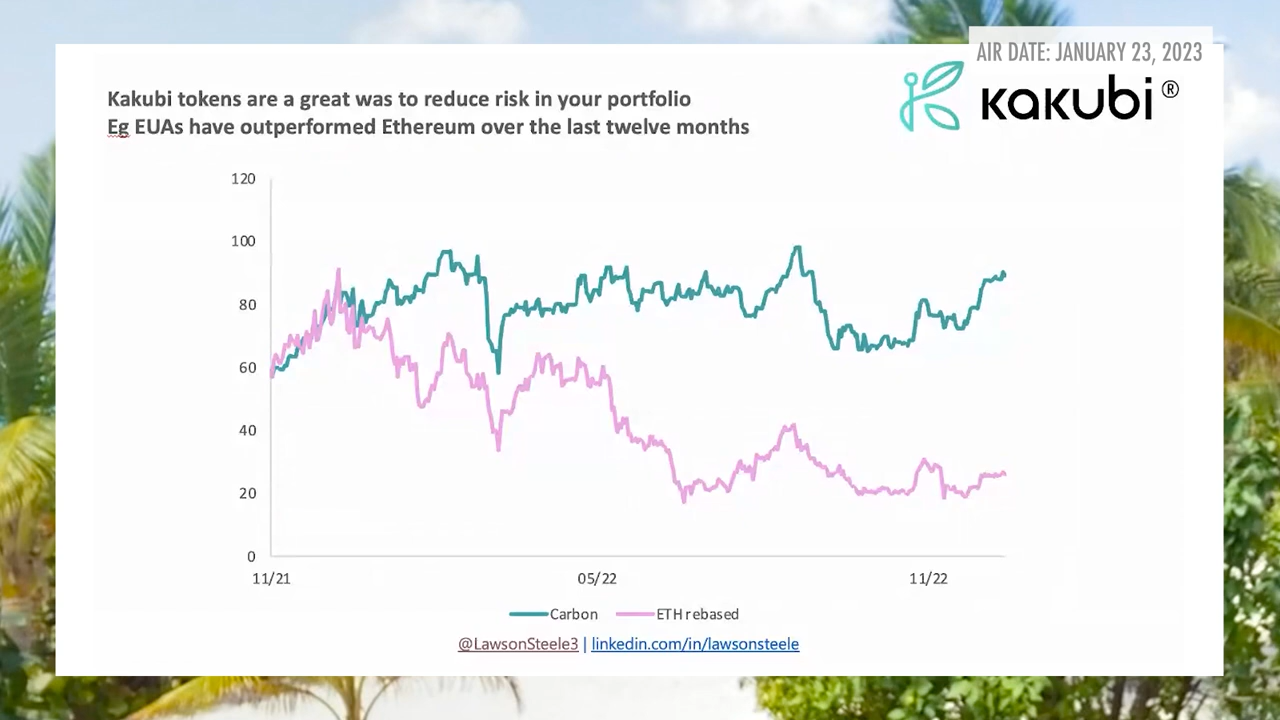 AIR DATE: JANUARY 23, 2023
kakubi®
Kakubi tokens are a great was to reduce risk in your portfolio
Eg EUAs have outperformed Ethereum over the last twelve months
120
100
80
60
40
20
0
11/21 05/22 11/22
Carbon ETH rebased
@LawsonSteele3 | linkedin.com/in/lawsonsteele